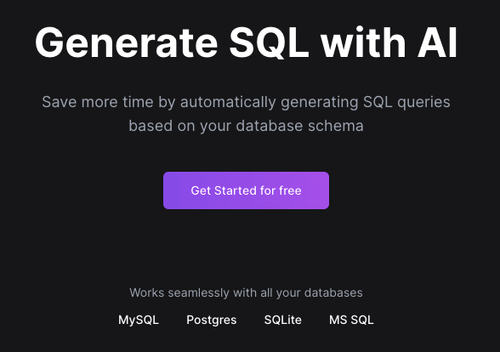 Generate SQL with AI
Save more time by automatically generating SQL queries
based on your database schema
Get Started for free
Works seamlessly with all your databases
MySQL Postgres SQLite MS SQL